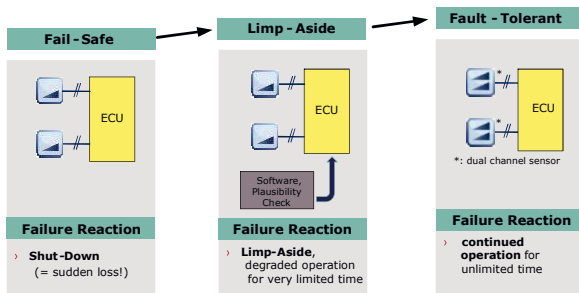 Fail - Safe
Limp - Aside
Fault - Tolerant
ECU
ECU
Software,
Plausibility
Check
*
ECU
*
*: dual channel sensor
Failure Reaction
› Shut-Down
(= sudden loss!)
Failure Reaction
› Limp-Aside,
degraded operation
for very limited time
Failure Reaction
› continued
operation for
unlimited time